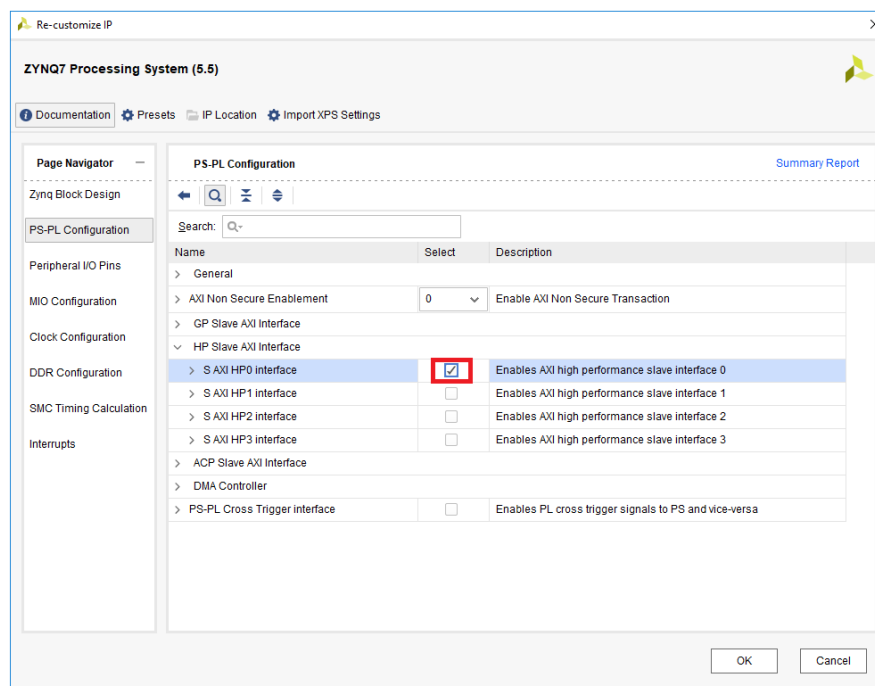 Re-customize IP
ZYNQ7 Processing System (5.5)
Documentation Presets IP Location Import XPS Settings
Page Navigator
Zynq Block Design
PS-PL Configuration
Peripheral I/O Pins
MIO Configuration
Clock Configuration
DDR Configuration
SMC Timing Calculation
Interrupts
PS-PL Configuration Summary Report
Search:
Name Select Description
General
AXI Non Secure Enablement 0 Enable AXI Non Secure Transaction
GP Slave AXI Interface
HP Slave AXI Interface
S AXI HP0 interface Enables AXI high performance slave interface 0
S AXI HP1 interface Enables AXI high performance slave interface 1
S AXI HP2 interface Enables AXI high performance slave interface 2
S AXI HP3 interface Enables AXI high performance slave interface 3
ACP Slave AXI Interface
DMA Controller
PS-PL Cross Trigger interface Enables PL cross trigger signals to PS and vice-versa
OK Cancel